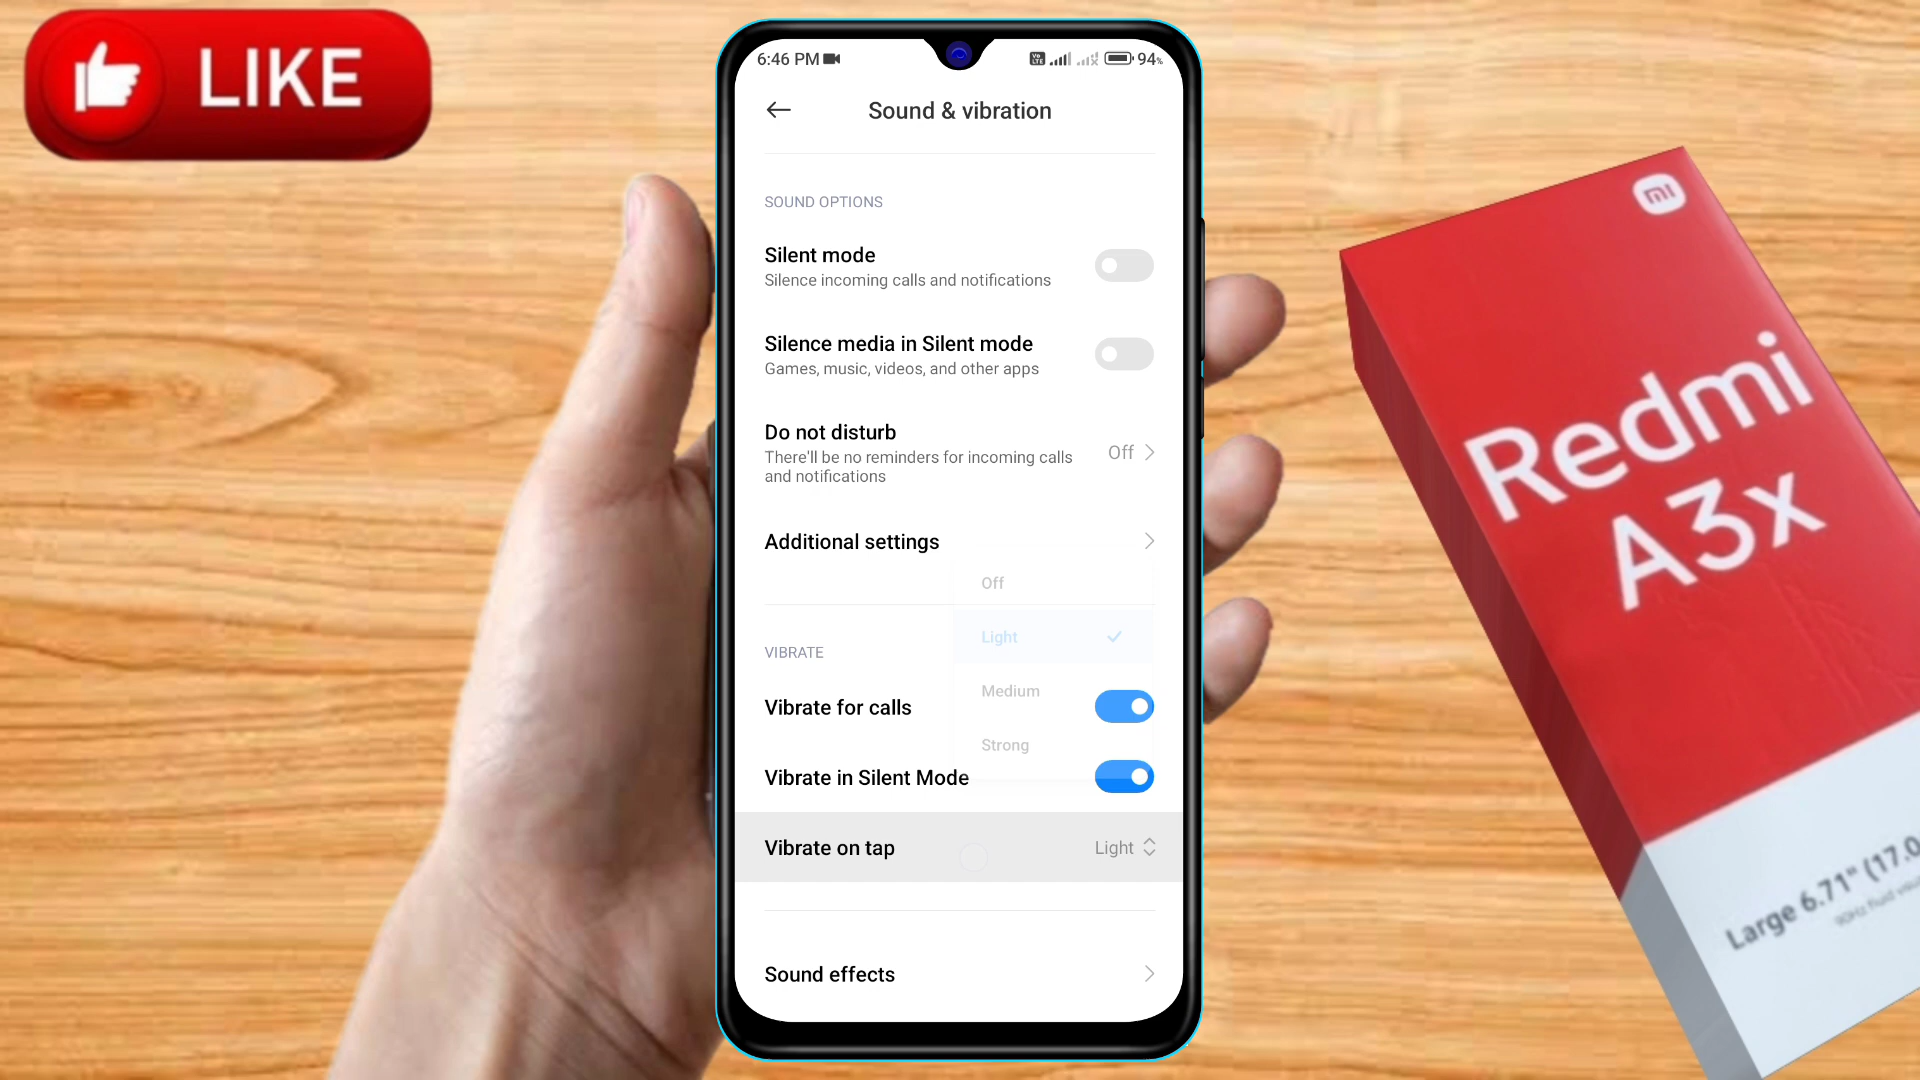 LIKE
6:46 PM
94%
Sound & vibration
SOUND OPTIONS
Silent mode
Silence incoming calls and notifications
Silence media in Silent mode
Games, music, videos, and other apps
Do not disturb
There'll be no reminders for incoming calls
and notifications
Off
Additional settings
Off
Light
Medium
Strong
VIBRATE
Vibrate for calls
Vibrate in Silent Mode
Vibrate on tap
Light
Sound effects
mi
Redmi
A3x
Large 6.71" (17.0
90Hz fluid